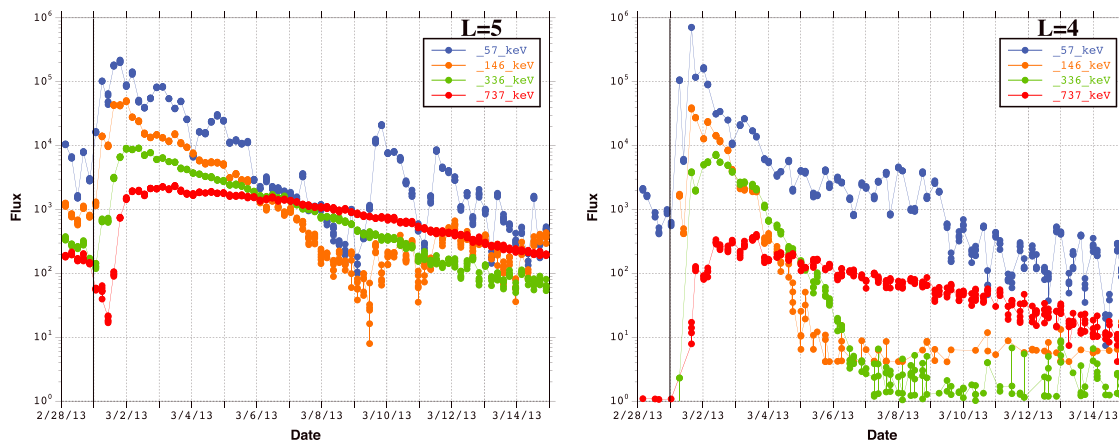 L=5
_57_keV
_146_keV
_336_keV
_737_keV
Flux
10^6
10^5
10^4
10^3
10^2
10^1
10^0
2/28/13 3/2/13 3/4/13 3/6/13 3/8/13 3/10/13 3/12/13 3/14/13
Date
L=4
_57_keV
_146_keV
_336_keV
_737_keV
Flux
10^6
10^5
10^4
10^3
10^2
10^1
10^0
2/28/13 3/2/13 3/4/13 3/6/13 3/8/13 3/10/13 3/12/13 3/14/13
Date